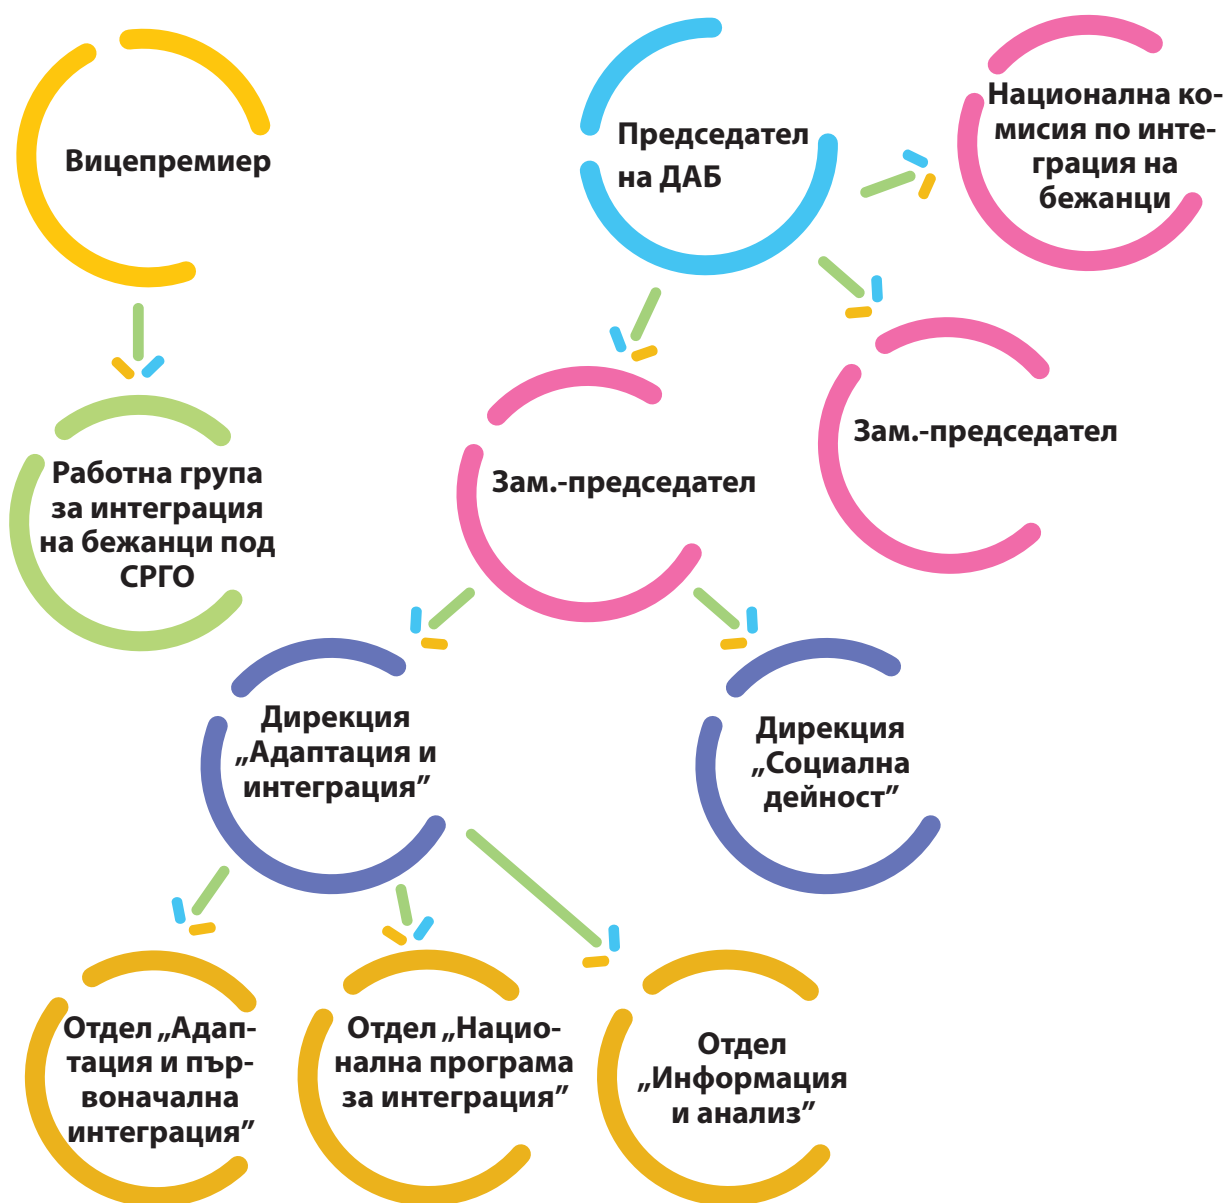 Вицепремиер
Председател
на ДАБ
Национална ко-
мисия по инте-
грация на
бежанци
Работна група
за интеграция
на бежанци под
СРГО
Зам.-председател
Зам.-председател
Дирекция
„Адаптация и
интеграция”
Дирекция
„Социална
дейност”
Отдел „Адап-
тация и пър-
воначална
интеграция”
Отдел „Нацио-
нална програма
за интеграция”
Отдел
„Информация
и анализ”